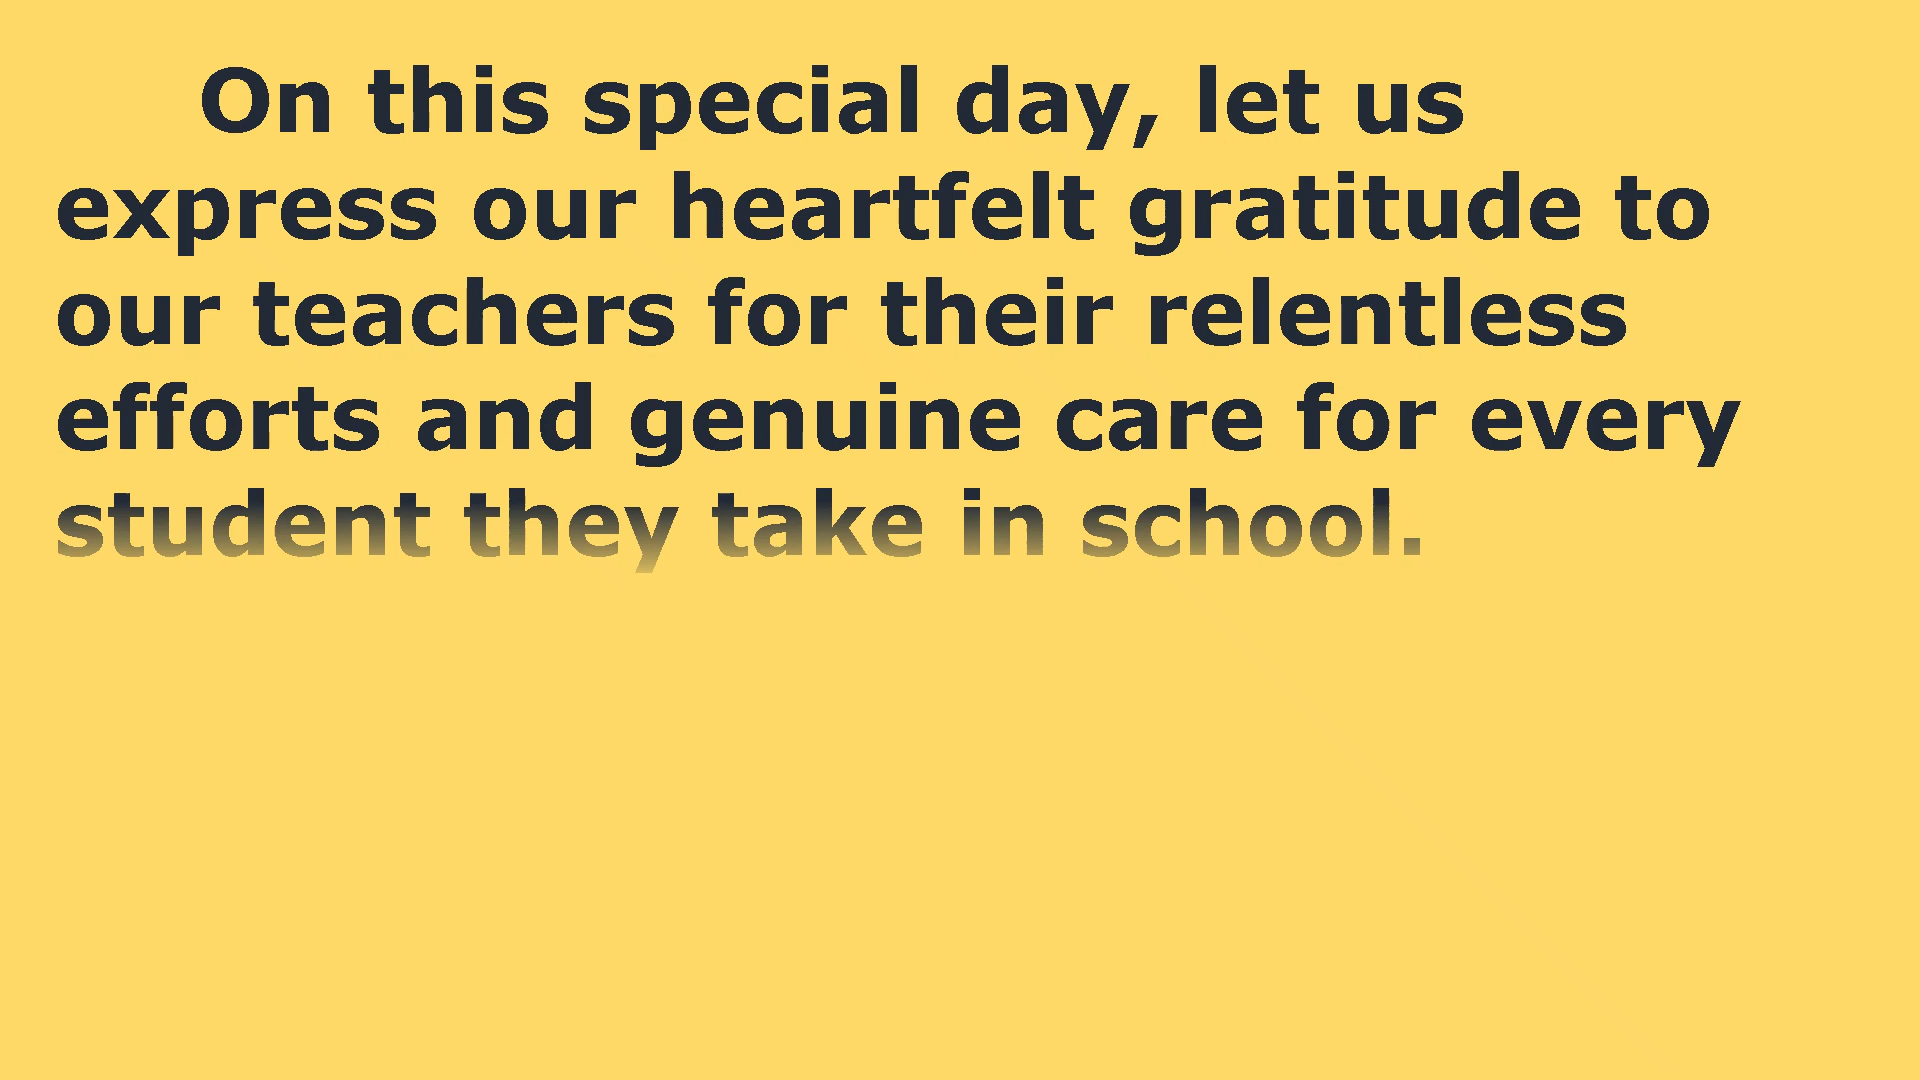 On this special day, let us
express our heartfelt gratitude to
our teachers for their relentless
efforts and genuine care for every
student they take in school.